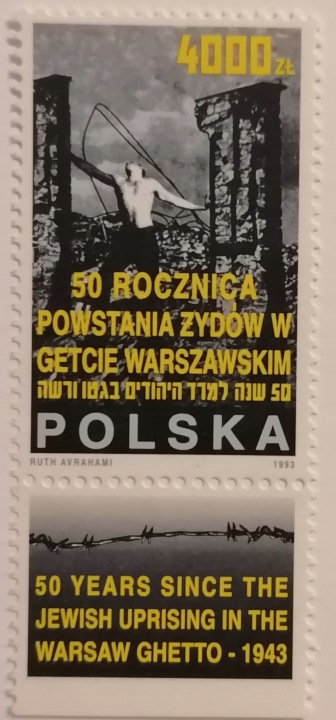 4000 ZŁ
50 ROCZNICA
POWSTANIA ŻYDÓW W
GETCIE WARSZAWSKIM
50 שנה למרד היהודים בגטו ורשה
POLSKA
RUTH AVRAHAMI 1993
50 YEARS SINCE THE
JEWISH UPRISING IN THE
WARSAW GHETTO - 1943